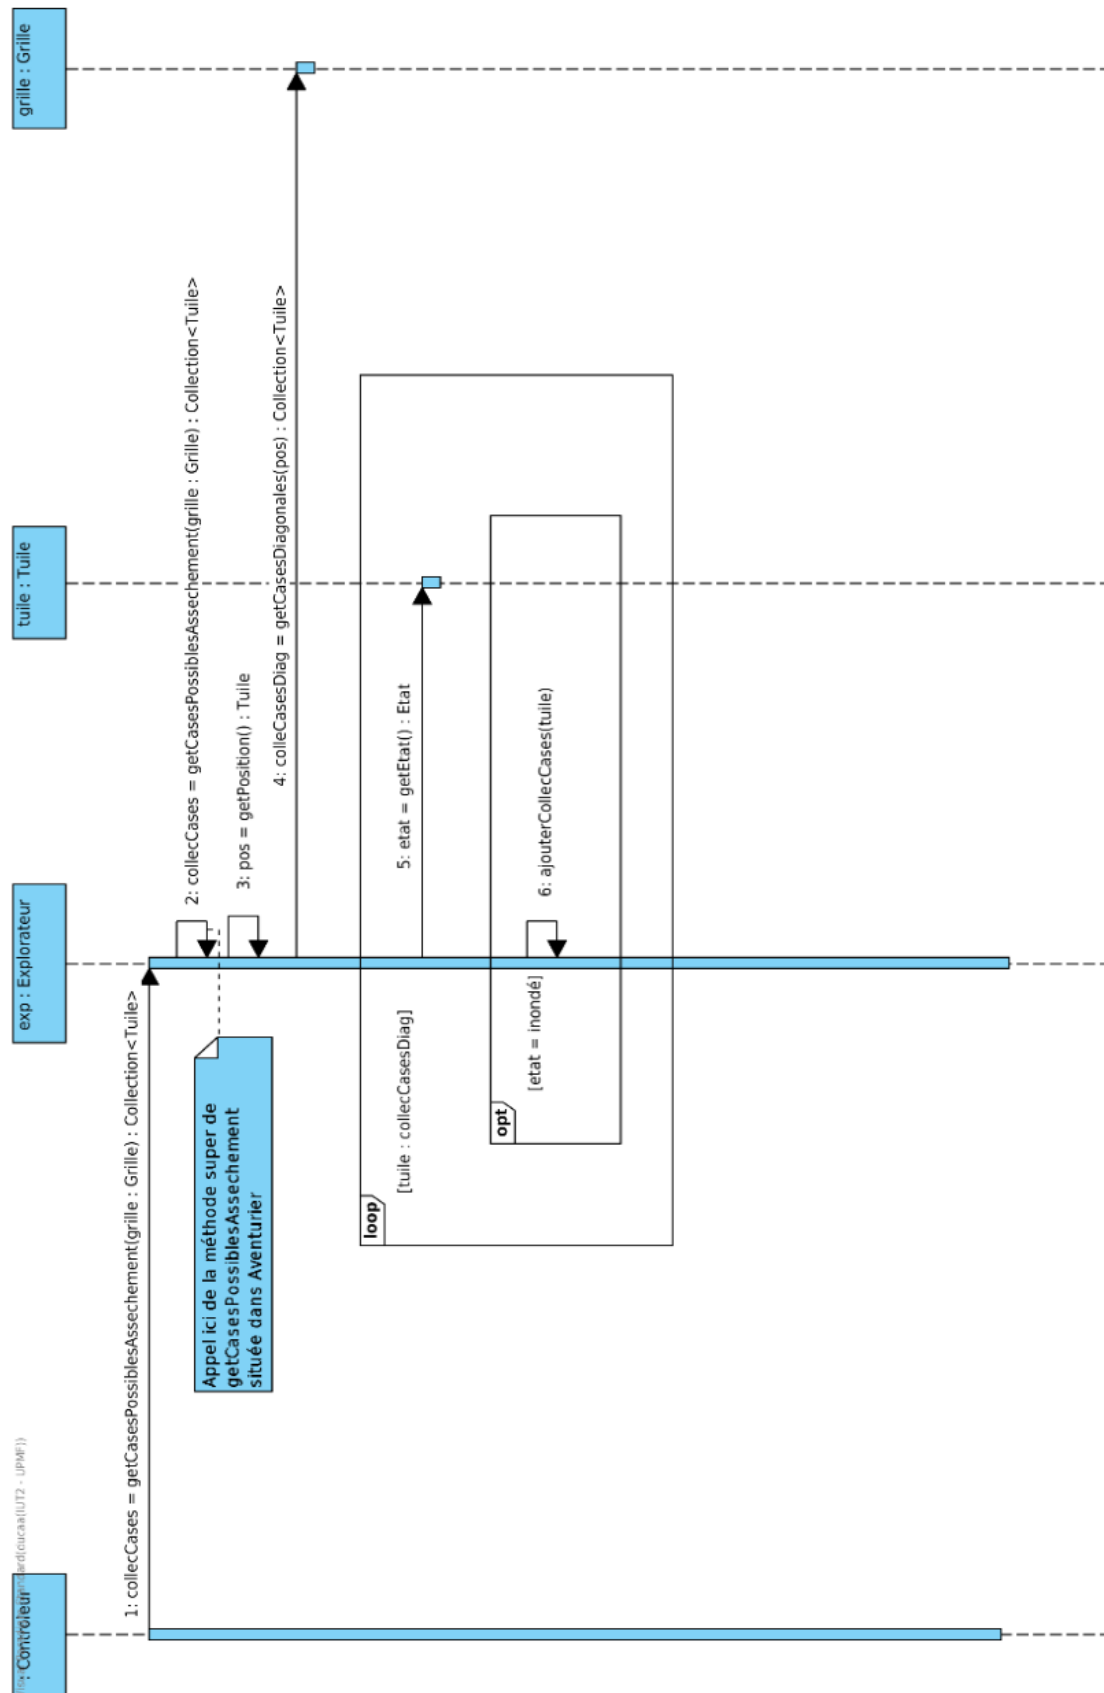 : Controleur
exp : Explorateur
tuile : Tuile
grille : Grille
1: collecCases = getCasesPossiblesAssechement(grille : Grille) : Collection<Tuile>
2: collecCases = getCasesPossiblesAssechement(grille : Grille) : Collection<Tuile>
Appel ici de la méthode super de
getCasesPossiblesAssechement
située dans Aventurier
3: pos = getPosition() : Tuile
4: colleCasesDiag = getCasesDiagonales(pos) : Collection<Tuile>
loop
[tuile : collecCasesDiag]
5: etat = getEtat() : Etat
opt
[etat = inondé]
6: ajouterCollecCases(tuile)